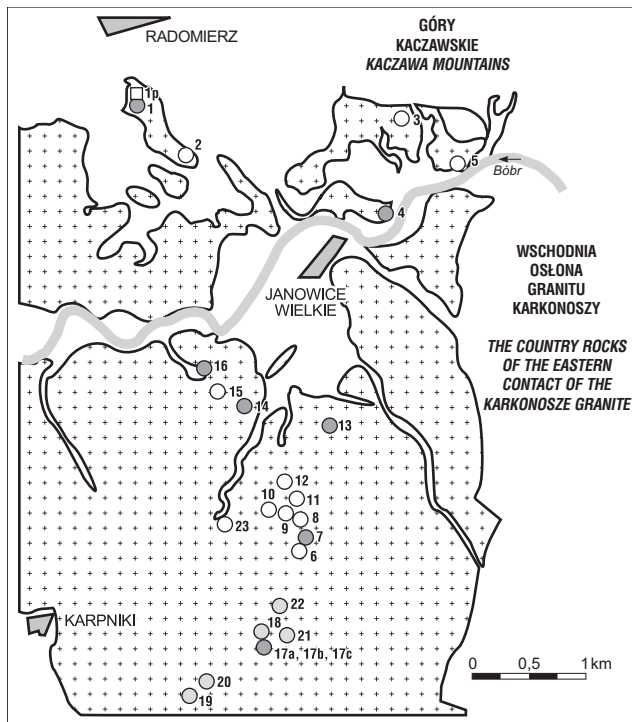 RADOMIERZ
GÓRY
KACZAWSKIE
KACZAWA MOUNTAINS
1p
1
2
3
5
Bóbr
4
WSCHODNIA
OSŁONA
GRANITU
KARKONOSZY
JANOWICE
WIELKIE
THE COUNTRY ROCKS
OF THE EASTERN
CONTACT OF THE
KARKONOSZE GRANITE
16
15
14
13
12
11
10
9
8
23
7
6
22
18
21
KARPNIKI
17a, 17b, 17c
20
19
0 0,5 1km